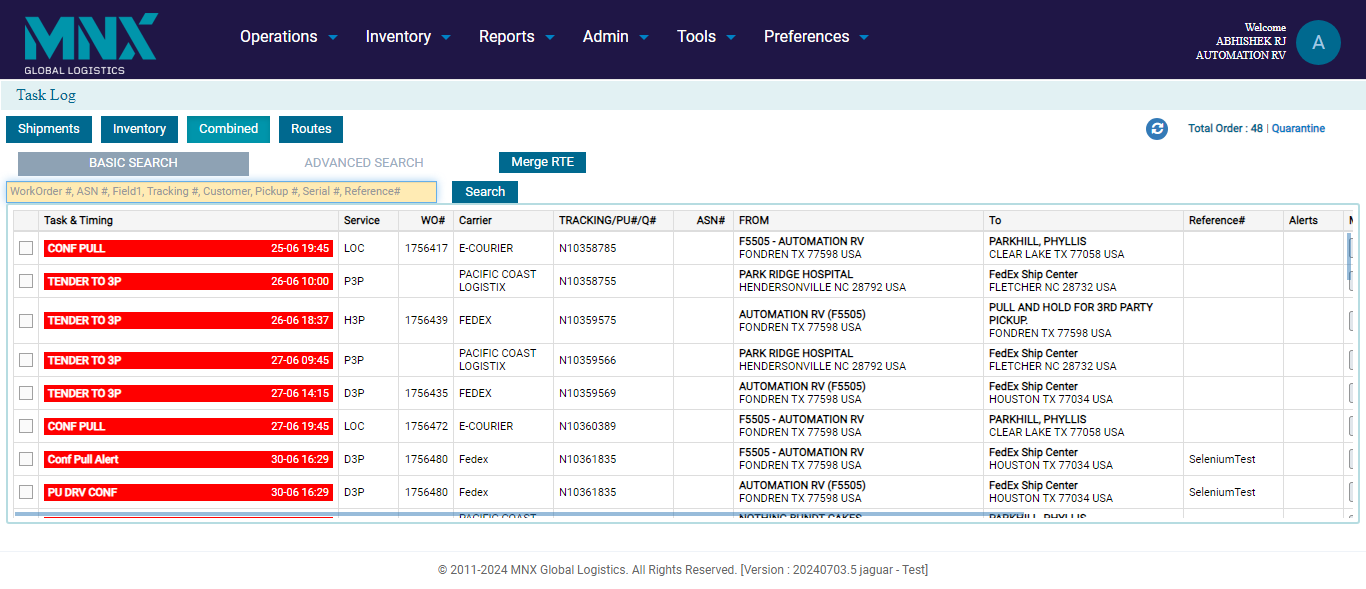 MNX
GLOBAL LOGISTICS
Operations Inventory Reports Admin Tools Preferences
Welcome
ABHISHEK RJ
AUTOMATION RV
A
Task Log
Shipments Inventory Combined Routes
Total Order : 48 | Quarantine
BASIC SEARCH ADVANCED SEARCH Merge RTE
WorkOrder #, ASN #, Field1, Tracking #, Customer, Pickup #, Serial #, Reference# Search
Task & Timing Service WO# Carrier TRACKING/PU#/Q# ASN# FROM To Reference# Alerts
CONF PULL 25-06 19:45 LOC 1756417 E-COURIER N10358785
F5505 - AUTOMATION RV PARKHILL, PHYLLIS
FONDREN TX 77598 USA CLEAR LAKE TX 77058 USA
TENDER TO 3P 26-06 10:00 P3P
PACIFIC COAST
LOGISTIX
N10358755
PARK RIDGE HOSPITAL FedEx Ship Center
HENDERSONVILLE NC 28792 USA FLETCHER NC 28732 USA
TENDER TO 3P 26-06 18:37 H3P 1756439 FEDEX N10359575
AUTOMATION RV (F5505)
FONDREN TX 77598 USA
PULL AND HOLD FOR 3RD PARTY
PICKUP.
FONDREN TX 77598 USA
TENDER TO 3P 27-06 09:45 P3P
PACIFIC COAST
LOGISTIX
N10359566
PARK RIDGE HOSPITAL FedEx Ship Center
HENDERSONVILLE NC 28792 USA FLETCHER NC 28732 USA
TENDER TO 3P 27-06 14:15 D3P 1756435 FEDEX N10359569
AUTOMATION RV (F5505) FedEx Ship Center
FONDREN TX 77598 USA HOUSTON TX 77034 USA
CONF PULL 27-06 19:45 LOC 1756472 E-COURIER N10360389
F5505 - AUTOMATION RV PARKHILL, PHYLLIS
FONDREN TX 77598 USA CLEAR LAKE TX 77058 USA
Conf Pull Alert 30-06 16:29 D3P 1756480 Fedex N10361835
F5505 - AUTOMATION RV FedEx Ship Center
FONDREN TX 77598 USA HOUSTON TX 77034 USA
SeleniumTest
PU DRV CONF 30-06 16:29 D3P 1756480 Fedex N10361835
AUTOMATION RV (F5505) FedEx Ship Center
FONDREN TX 77598 USA HOUSTON TX 77034 USA
SeleniumTest
PACIFIC COAST NOTHING BUNDT CAKES PARKHILL, PHYLLIS
© 2011-2024 MNX Global Logistics. All Rights Reserved. [Version : 20240703.5 jaguar - Test]